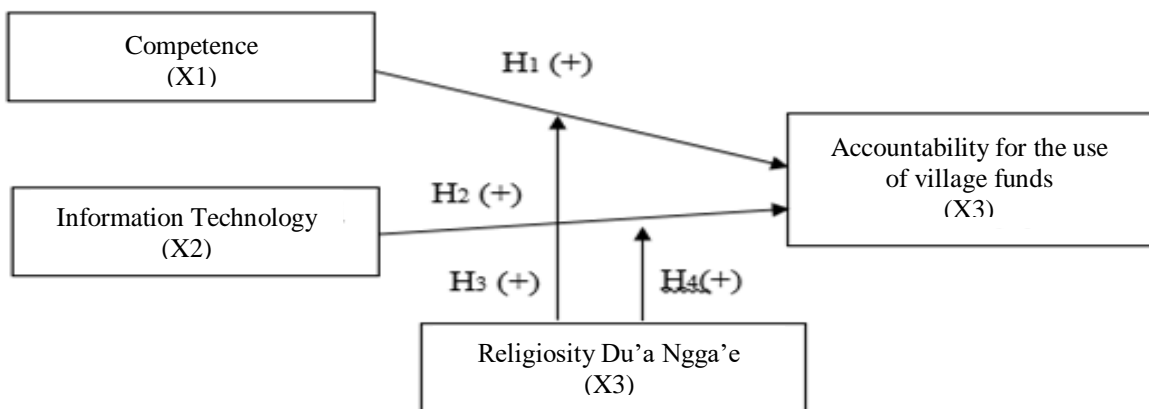 Competence
(X1)
H1 (+)
Accountability for the use
of village funds
(X3)
H2 (+)
Information Technology
(X2)
H3 (+)
H4(+)
Religiosity Du’a Ngga’e
(X3)